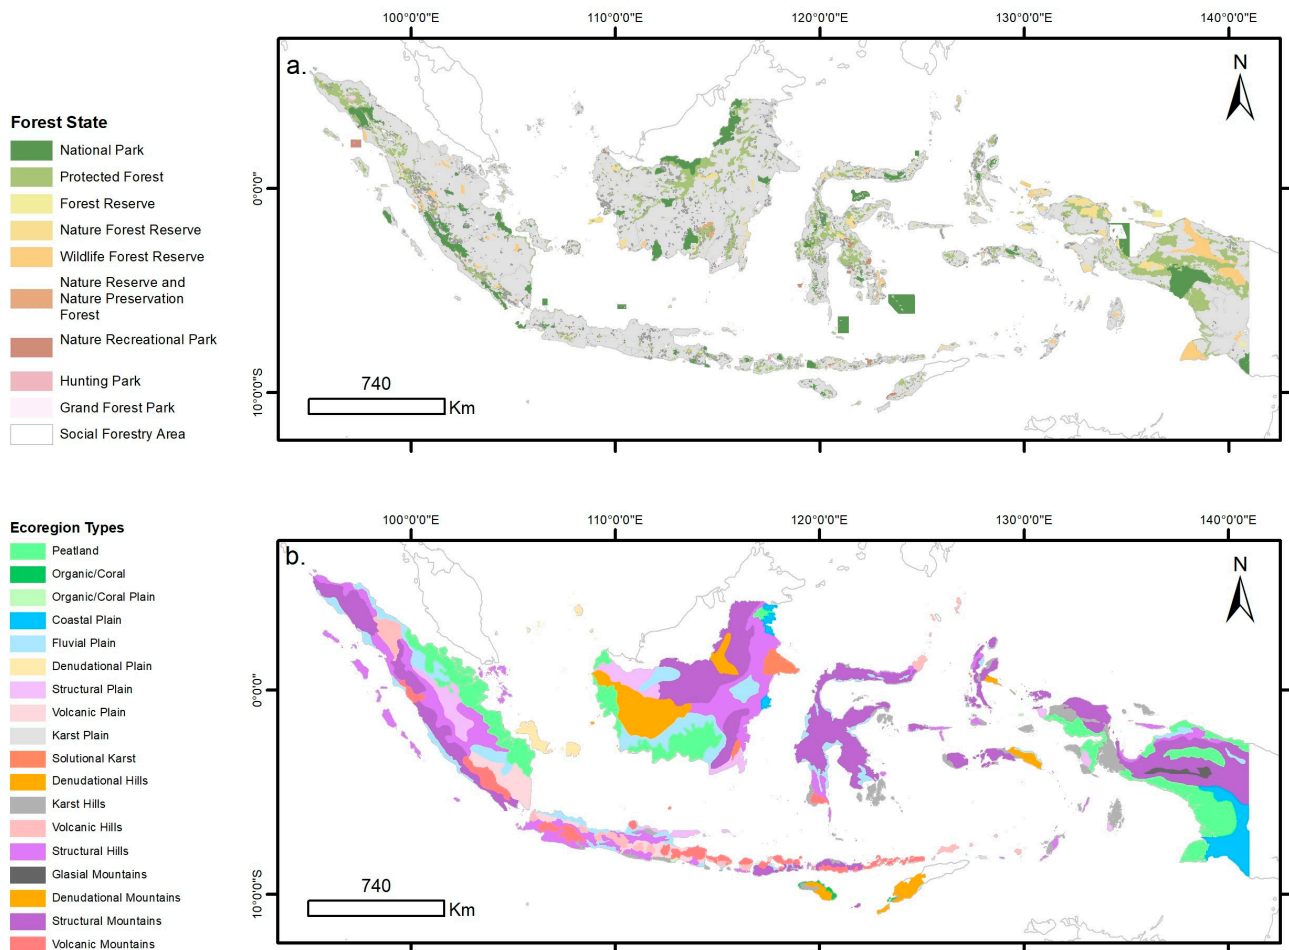 100°0'0"E 110°0'0"E 120°0'0"E 130°0'0"E 140°0'0"E
a.
N
Forest State
National Park
Protected Forest
Forest Reserve
Nature Forest Reserve
Wildlife Forest Reserve
Nature Reserve and
Nature Preservation
Forest
Nature Recreational Park
Hunting Park
Grand Forest Park
Social Forestry Area
0°0'0"
10°0'0"S
740
Km
100°0'0"E 110°0'0"E 120°0'0"E 130°0'0"E 140°0'0"E
b.
N
Ecoregion Types
Peatland
Organic/Coral
Organic/Coral Plain
Coastal Plain
Fluvial Plain
Denudational Plain
Structural Plain
Volcanic Plain
Karst Plain
Solutional Karst
Denudational Hills
Karst Hills
Volcanic Hills
Structural Hills
Glasial Mountains
Denudational Mountains
Structural Mountains
Volcanic Mountains
0°0'0"
10°0'0"S
740
Km